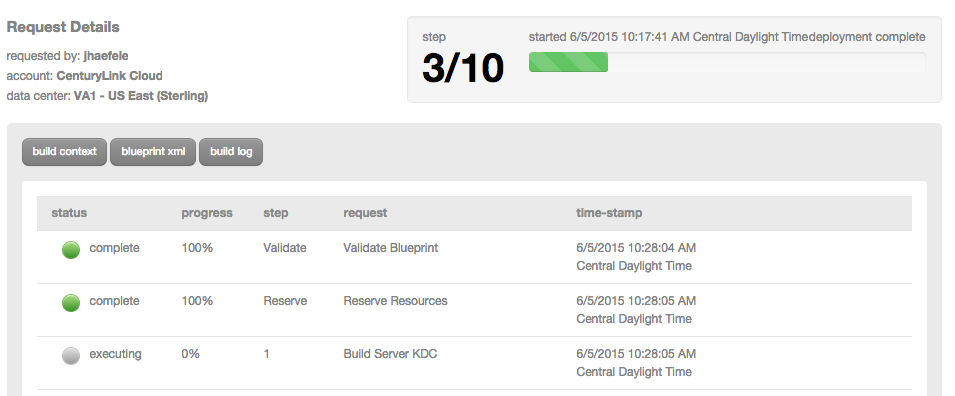 Request Details
requested by: jhaefele
account: CenturyLink Cloud
data center: VA1 - US East (Sterling)
step
3/10
started 6/5/2015 10:17:41 AM Central Daylight Timedeployment complete
build context
blueprint xml
build log
status progress step request time-stamp
complete 100% Validate Validate Blueprint 6/5/2015 10:28:04 AM
Central Daylight Time
complete 100% Reserve Reserve Resources 6/5/2015 10:28:05 AM
Central Daylight Time
executing 0% 1 Build Server KDC 6/5/2015 10:28:05 AM
Central Daylight Time